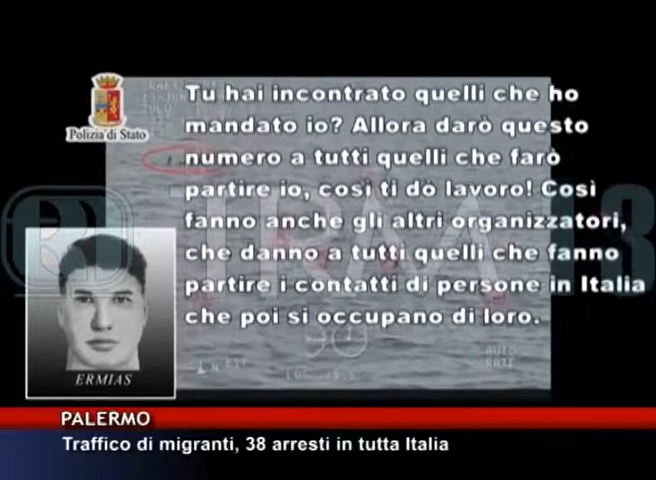 Polizia di Stato
Tu hai incontrato quelli che ho
mandato io? Allora darò questo
numero a tutti quelli che farò
partire io, così ti dò lavoro! Così
fanno anche gli altri organizzatori,
che danno a tutti quelli che fanno
partire i contatti di persone in Italia
che poi si occupano di loro.
ERMIAS
PALERMO
Traffico di migranti, 38 arresti in tutta Italia